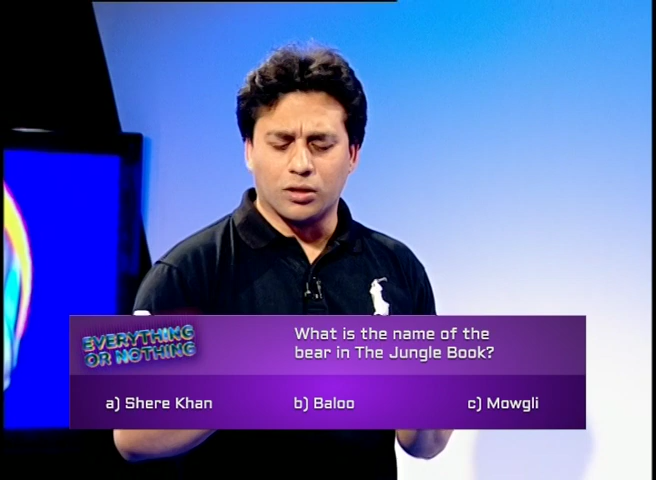 EVERYTHING
OR NOTHING
What is the name of the
bear in The Jungle Book?
a) Shere Khan
b) Baloo
c) Mowgli